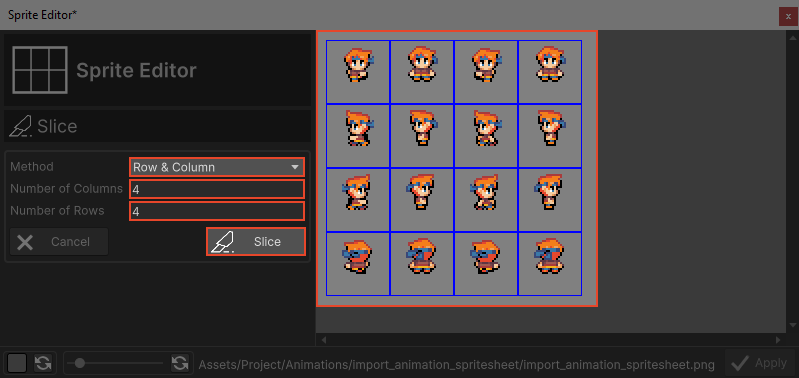 Sprite Editor*
x
Sprite Editor
Slice
Method Row & Column
Number of Columns 4
Number of Rows 4
Cancel Slice
Assets/Project/Animations/import_animation_spritesheet/import_animation_spritesheet.png Apply